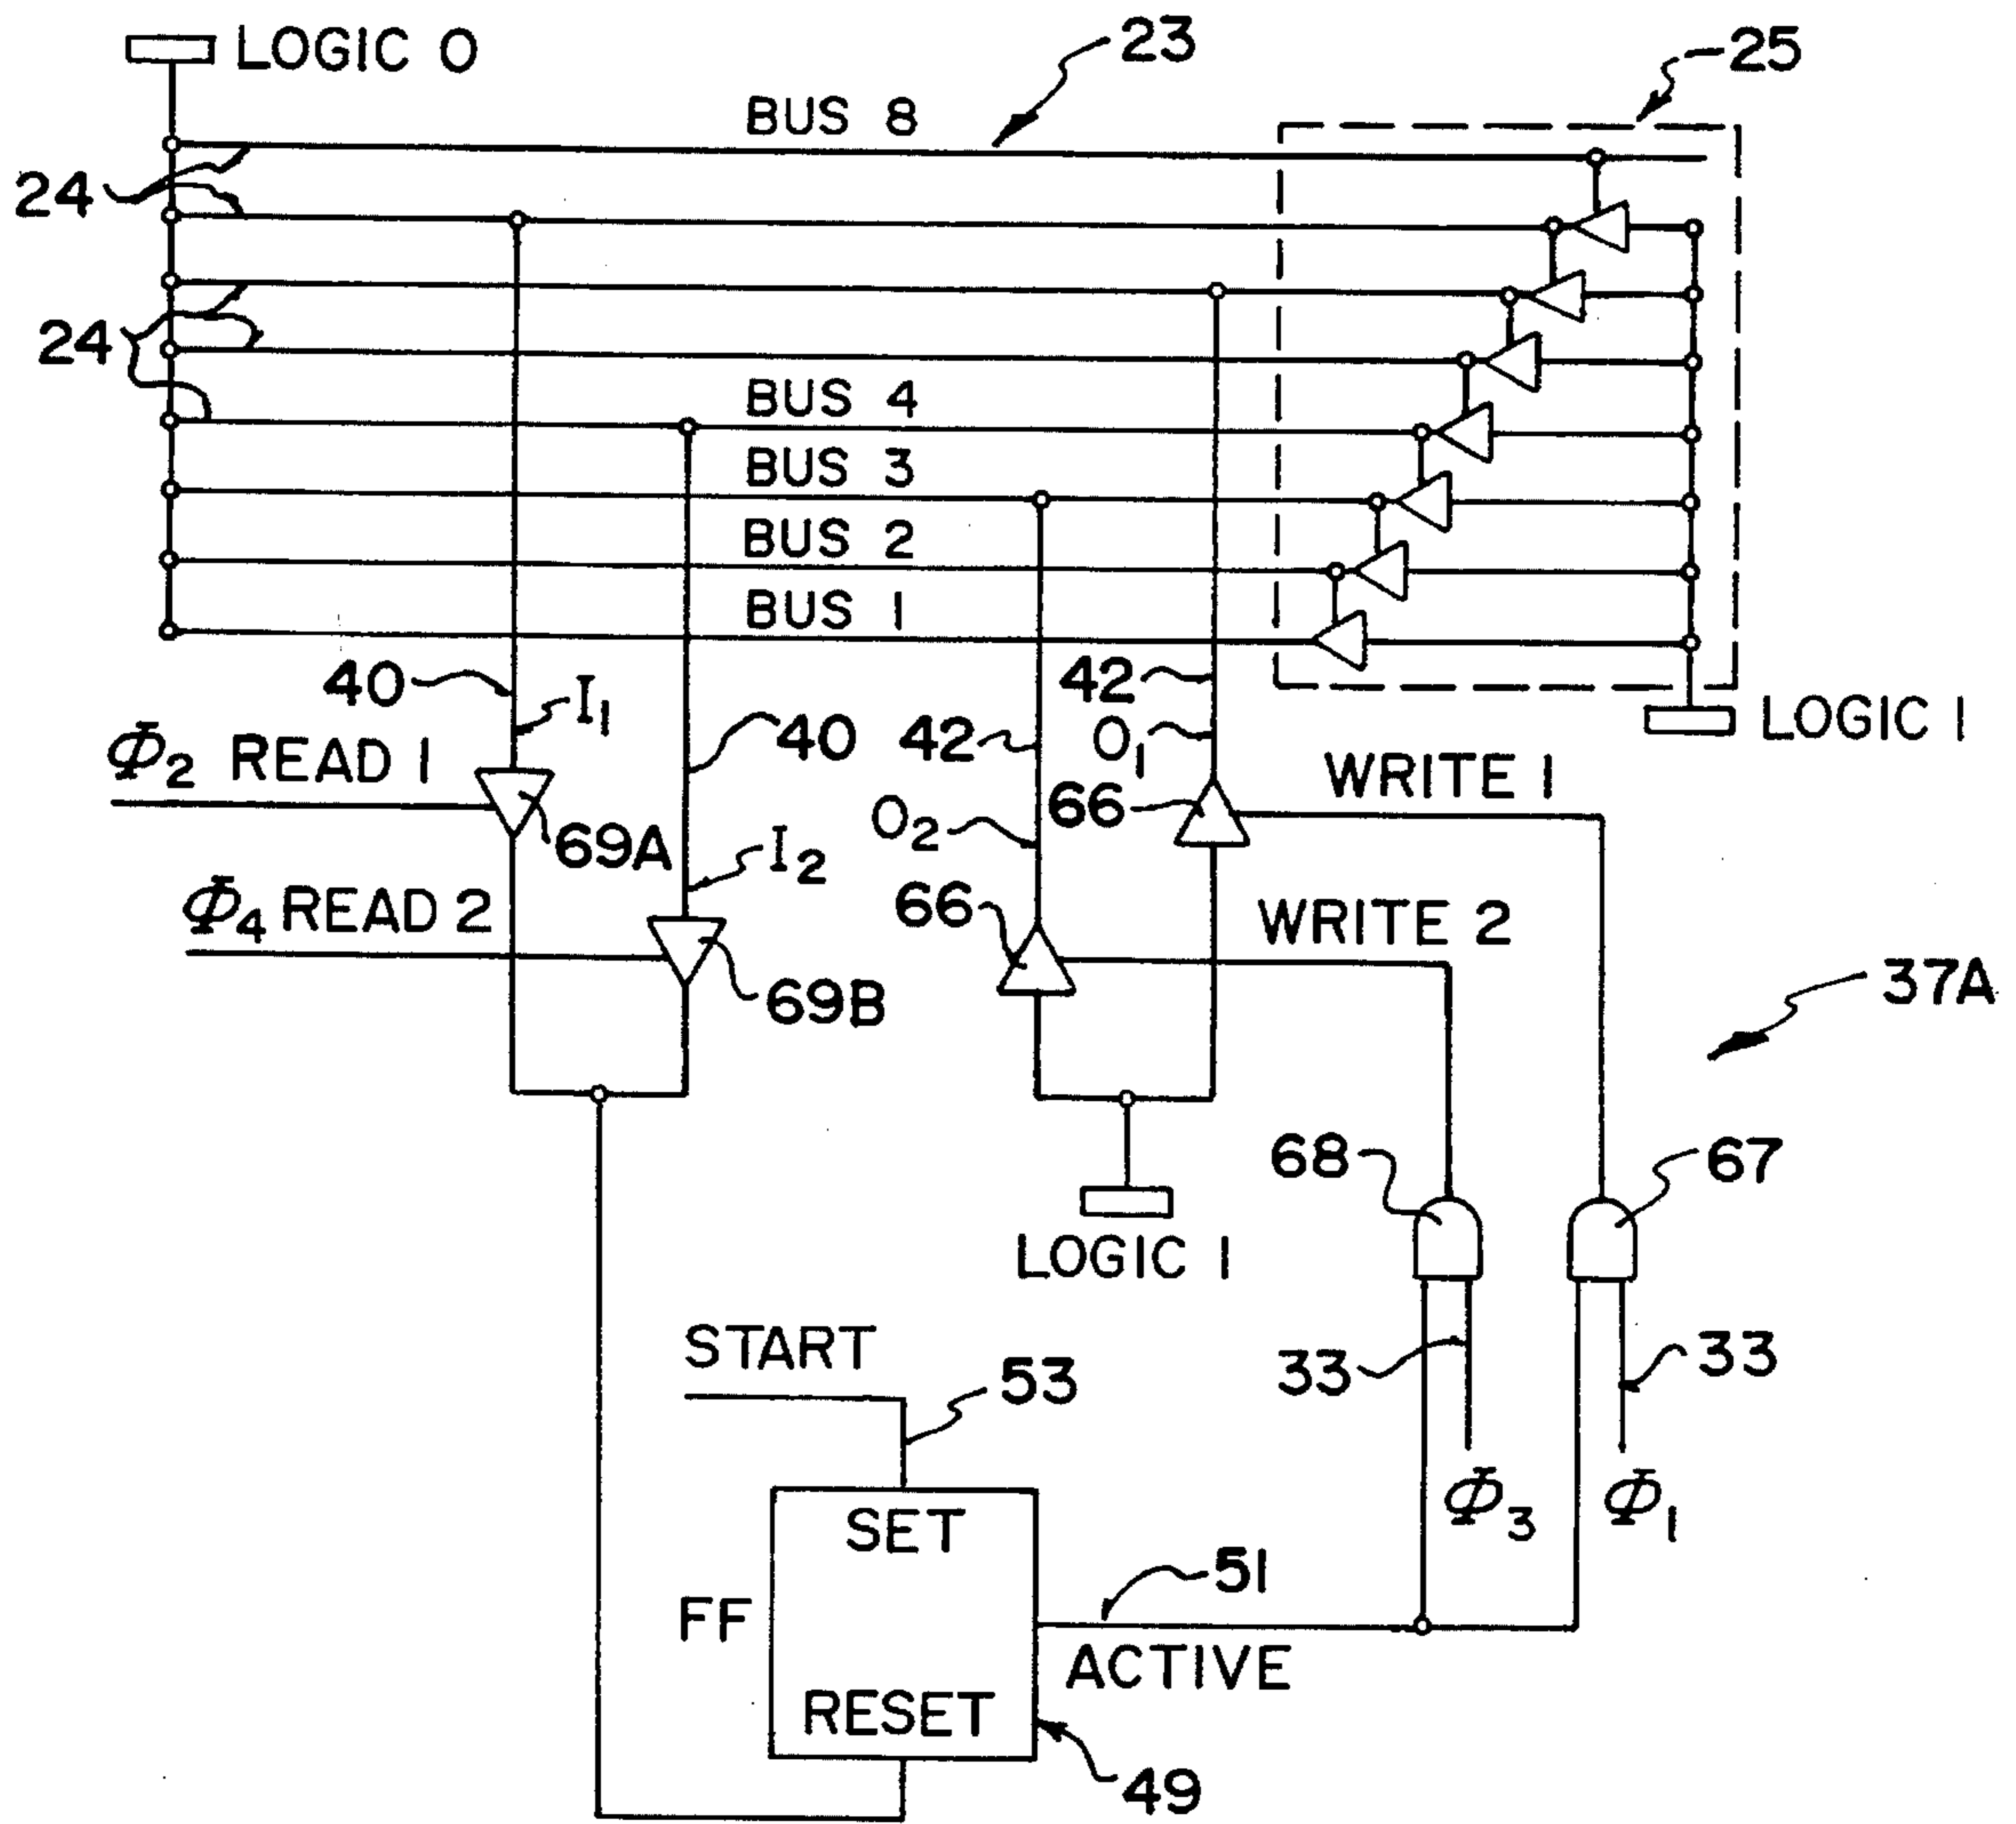 LOGIC 0
23
25
BUS 8
24
24
BUS 4
BUS 3
BUS 2
BUS 1
40
I1
42
LOGIC 1
Φ2 READ 1
40
42
O1
WRITE 1
69A
O2
66
I2
Φ4 READ 2
66
WRITE 2
69B
37A
68
67
LOGIC 1
START
53
33
33
Φ3
Φ1
SET
51
FF
ACTIVE
RESET
49